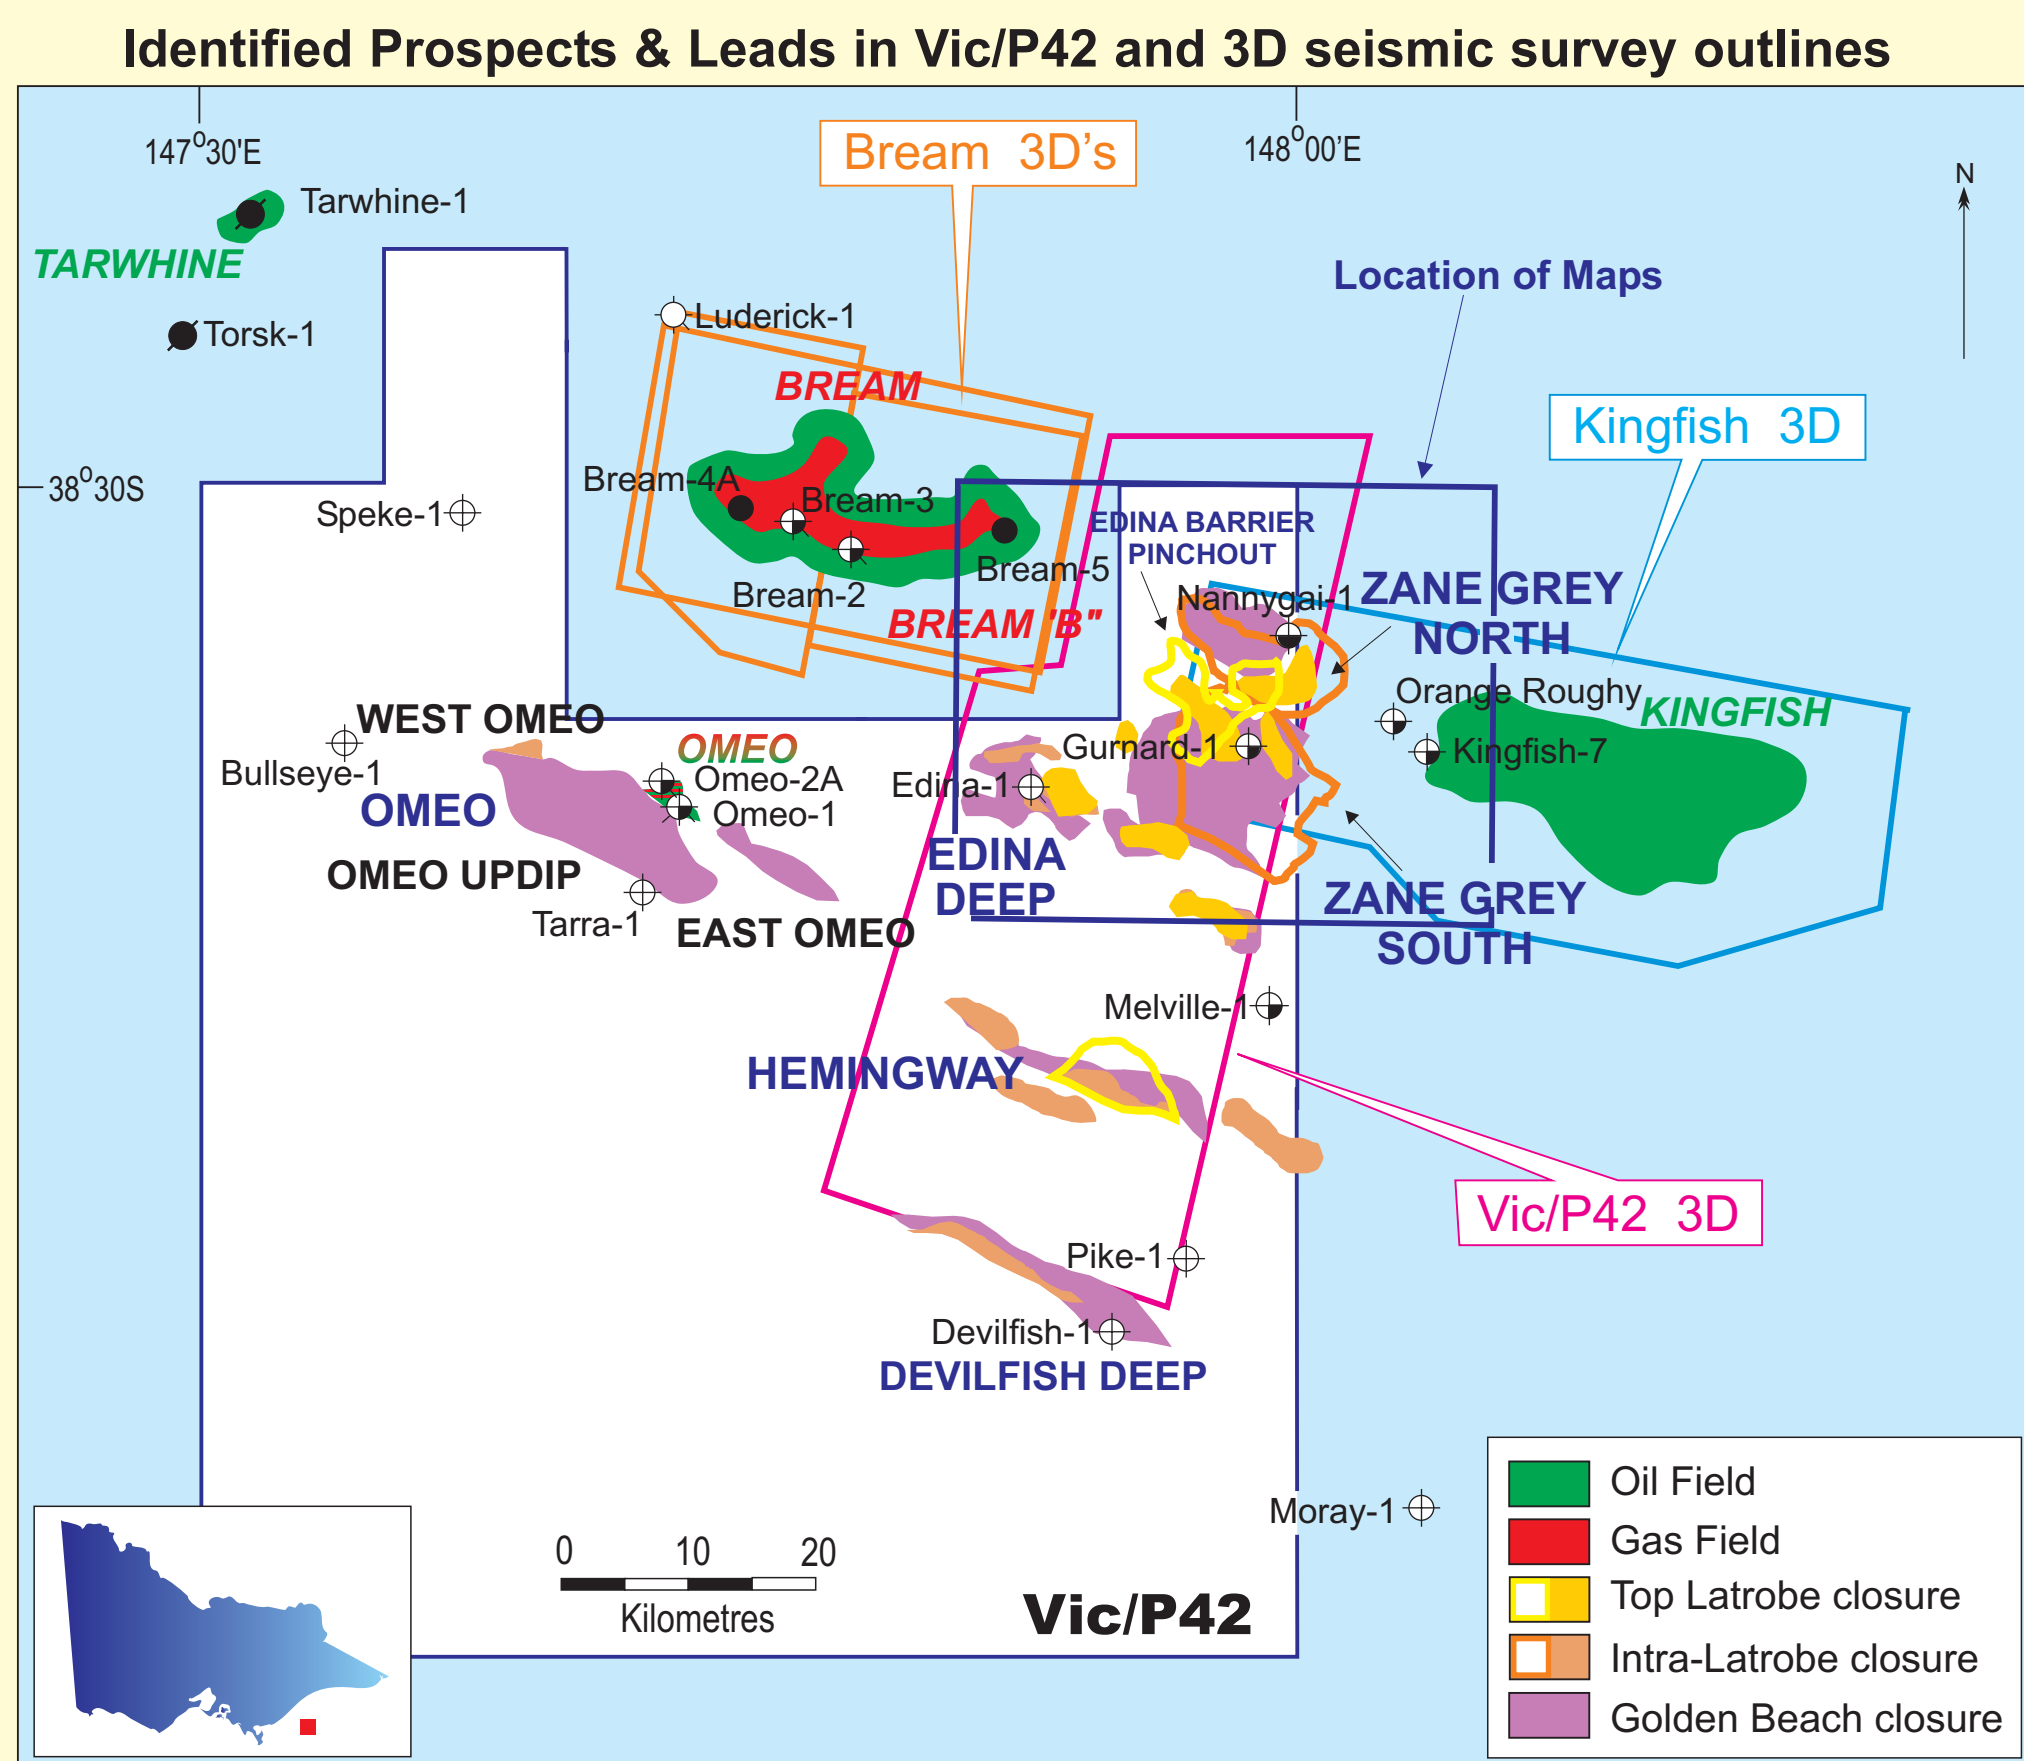 Identified Prospects & Leads in Vic/P42 and 3D seismic survey outlines
147°30'E
148°00'E
Bream 3D's
N
Tarwhine-1
TARWHINE
Location of Maps
Torsk-1
Luderick-1
BREAM
Kingfish 3D
38°30S
Bream-4A
Bream-3
Speke-1
EDINA BARRIER
PINCHOUT
Bream-5
Bream-2
BREAM 'B"
Nannygai-1
ZANE GREY
NORTH
Orange Roughy
KINGFISH
WEST OMEO
OMEO
Gurnard-1
Kingfish-7
Bullseye-1
Omeo-2A
Edina-1
OMEO
Omeo-1
EDINA
DEEP
OMEO UPDIP
Tarra-1
EAST OMEO
ZANE GREY
SOUTH
Melville-1
HEMINGWAY
Vic/P42 3D
Pike-1
Devilfish-1
DEVILFISH DEEP
Moray-1
0 10 20
Kilometres
Vic/P42
Oil Field
Gas Field
Top Latrobe closure
Intra-Latrobe closure
Golden Beach closure